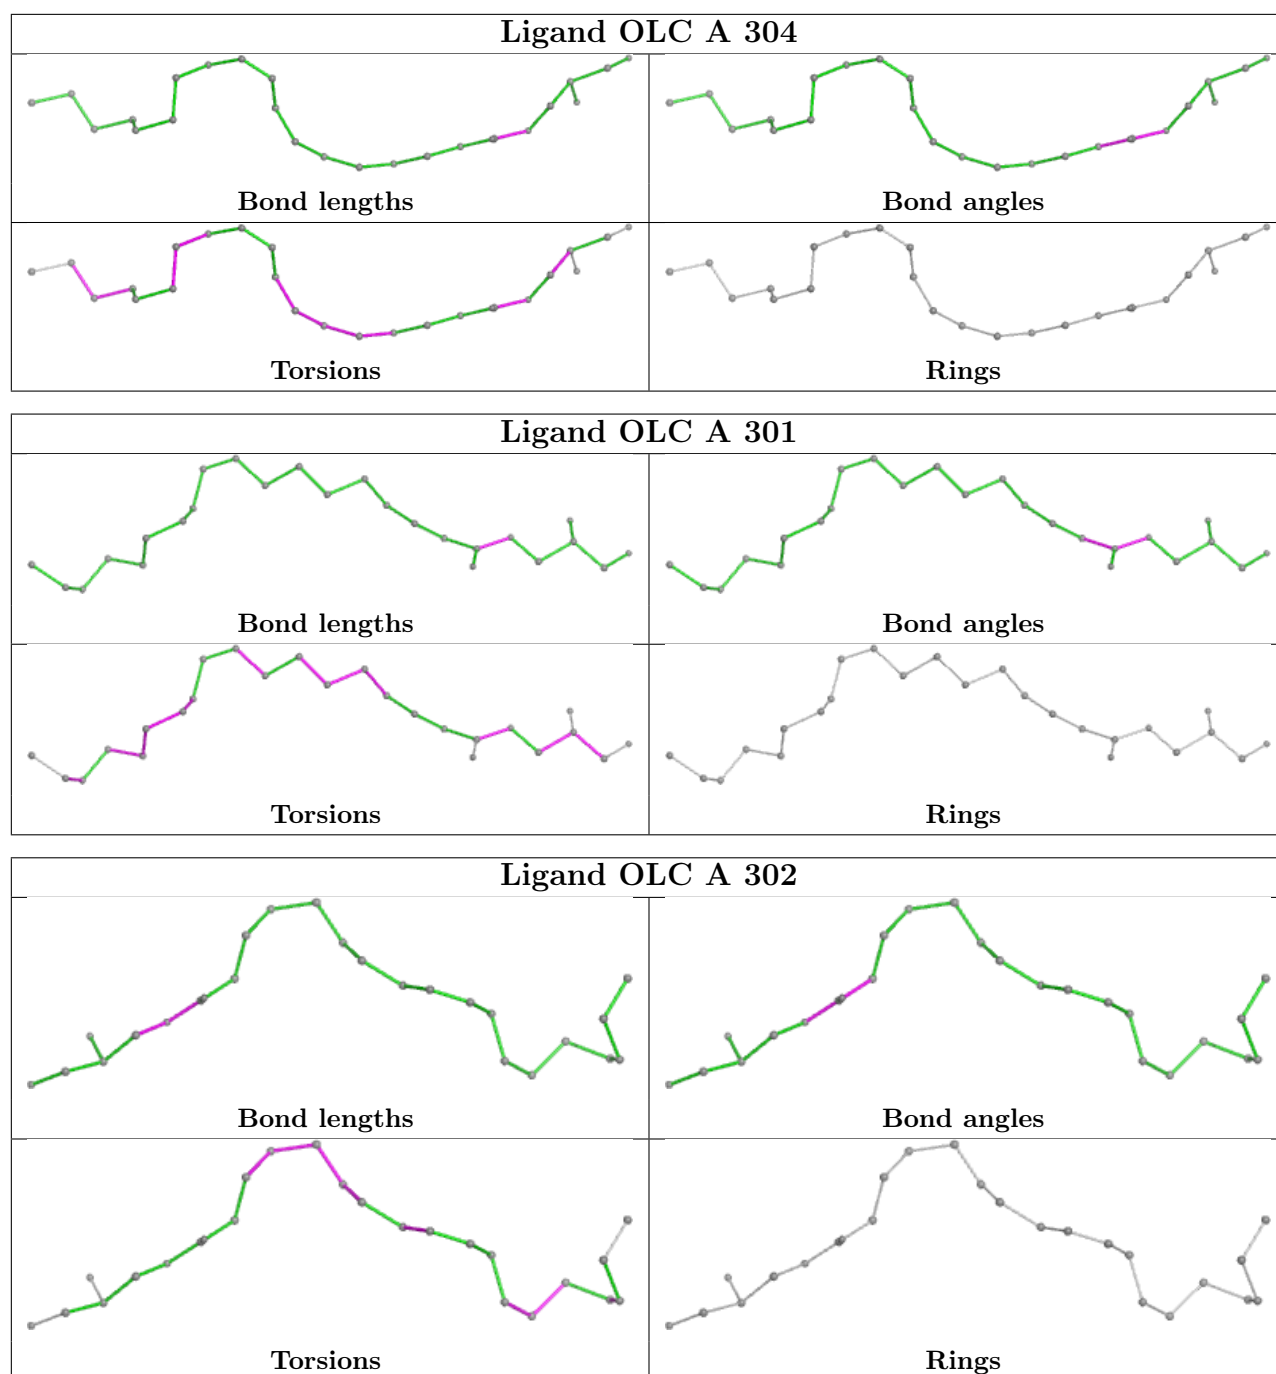 Ligand OLC A 304
Bond lengths
Bond angles
Torsions
Rings
Ligand OLC A 301
Bond lengths
Bond angles
Torsions
Rings
Ligand OLC A 302
Bond lengths
Bond angles
Torsions
Rings